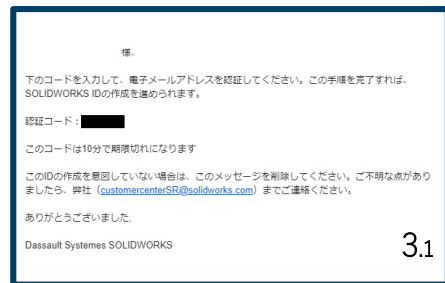 様、
下のコードを入力して、電子メールアドレスを認証してください。この手順を完了すれば、
SOLIDWORKS IDの作成を進められます。
認証コード：
このコードは10分で期限切れになります
このIDの作成を意図していない場合は、このメッセージを削除してください。ご不明な点があり
ましたら、弊社（customercenterSR@solidworks.com）までご連絡ください。
ありがとうございました.
Dassault Systemes SOLIDWORKS
3.1